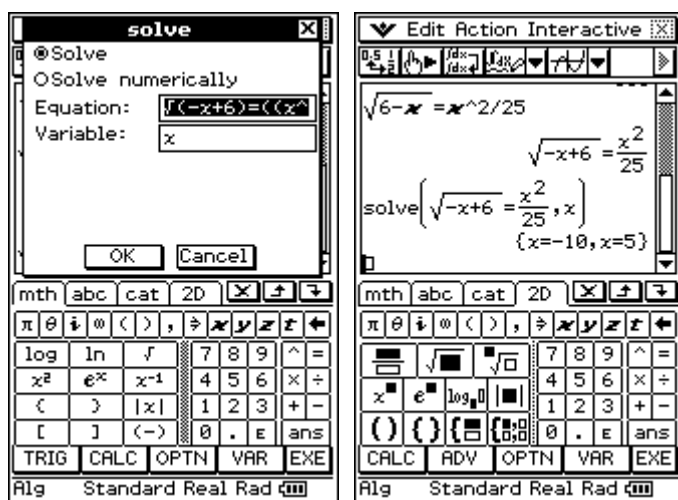 solve
Solve
Solve numerically
Equation: √(-x+6)=((x^
Variable: x
OK Cancel
mth abc cat 2D
π θ i ∞ ( ) , ⇒ x y z t ←
log ln √ 7 8 9 ^ =
x² eˣ x⁻¹ 4 5 6 × ÷
{ } |x| 1 2 3 + −
[ ] (−) 0 . E ans
TRIG CALC OPTN VAR EXE
Alg Standard Real Rad
Edit Action Interactive
√6-x =x^2/25
√-x+6 =x²/25
solve(√-x+6 =x²/25,x)
{x=-10,x=5}
mth abc cat 2D
π θ i ∞ ( ) , ⇒ x y z t ←
7 8 9 ^ =
x■ e■ log■ |■| 4 5 6 × ÷
1 2 3 + −
() {} 0 . E ans
CALC ADV OPTN VAR EXE
Alg Standard Real Rad